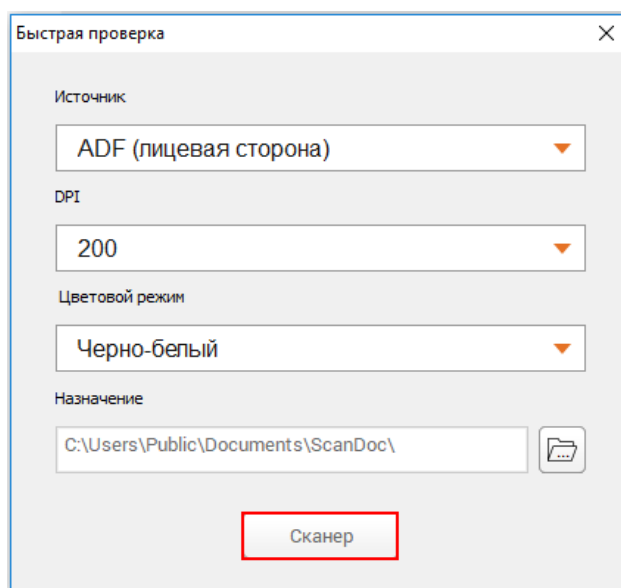 Быстрая проверка
Источник
ADF (лицевая сторона)
DPI
200
Цветовой режим
Черно-белый
Назначение
C:\Users\Public\Documents\ScanDoc\
Сканер